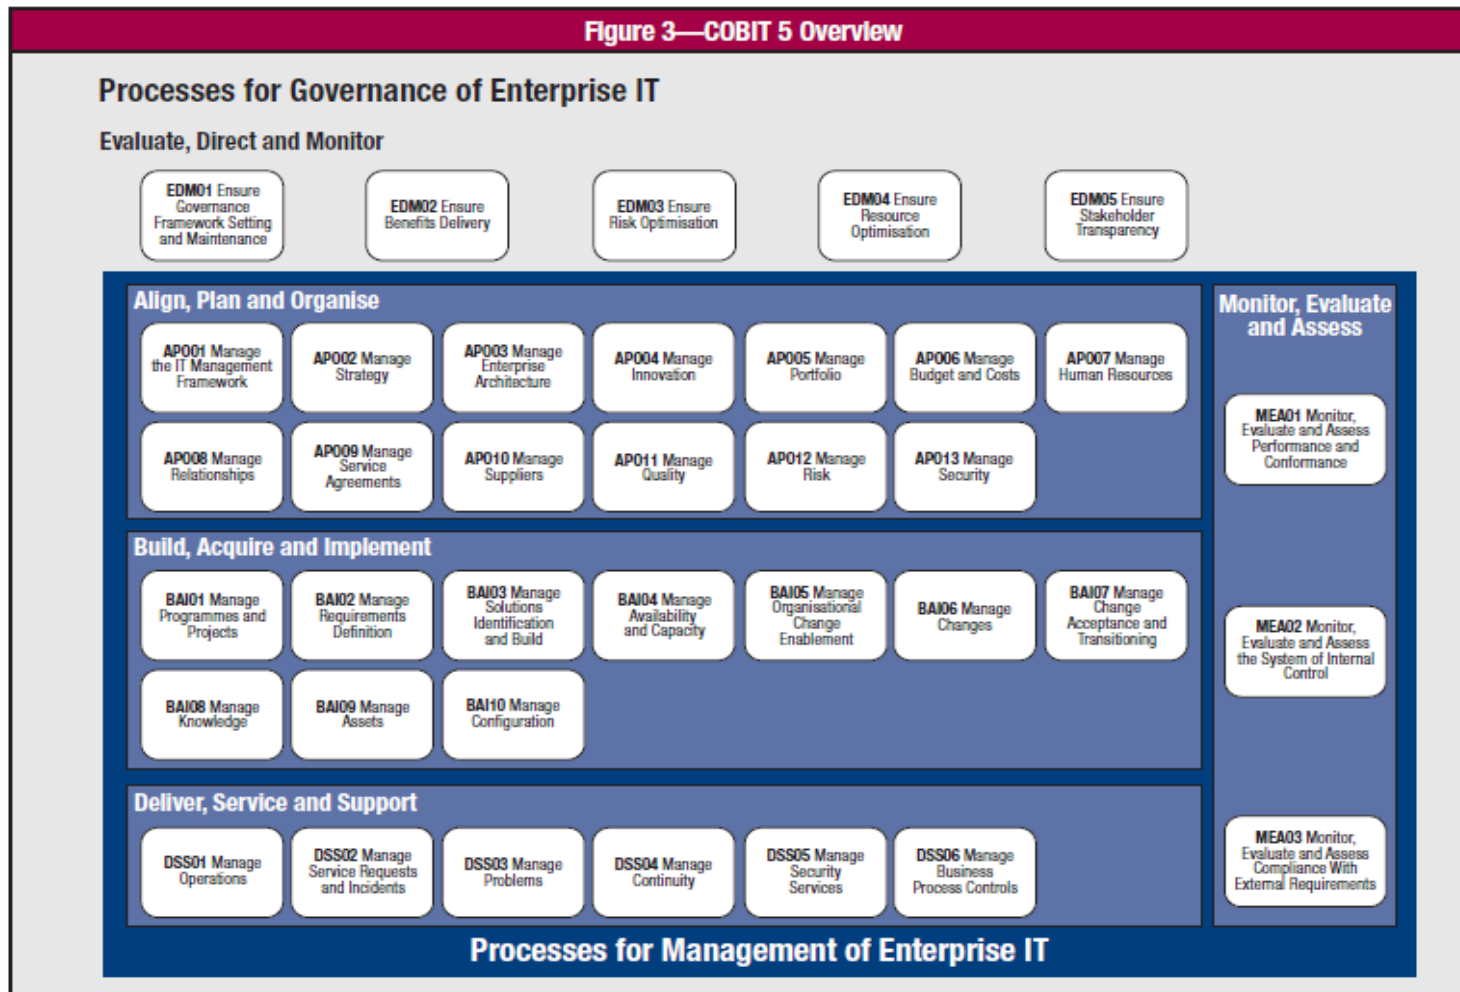 Figure 3—COBIT 5 Overview
Processes for Governance of Enterprise IT
Evaluate, Direct and Monitor
EDM01 Ensure
Governance
Framework Setting
and Maintenance
EDM02 Ensure
Benefits Delivery
EDM03 Ensure
Risk Optimisation
EDM04 Ensure
Resource
Optimisation
EDM05 Ensure
Stakeholder
Transparency
Align, Plan and Organise
APO01 Manage
the IT Management
Framework
APO02 Manage
Strategy
APO03 Manage
Enterprise
Architecture
APO04 Manage
Innovation
APO05 Manage
Portfolio
APO06 Manage
Budget and Costs
APO07 Manage
Human Resources
APO08 Manage
Relationships
APO09 Manage
Service
Agreements
APO10 Manage
Suppliers
APO11 Manage
Quality
APO12 Manage
Risk
APO13 Manage
Security
Build, Acquire and Implement
BAI01 Manage
Programmes and
Projects
BAI02 Manage
Requirements
Definition
BAI03 Manage
Solutions
Identification
and Build
BAI04 Manage
Availability
and Capacity
BAI05 Manage
Organisational
Change
Enablement
BAI06 Manage
Changes
BAI07 Manage
Change
Acceptance and
Transitioning
BAI08 Manage
Knowledge
BAI09 Manage
Assets
BAI10 Manage
Configuration
Deliver, Service and Support
DSS01 Manage
Operations
DSS02 Manage
Service Requests
and Incidents
DSS03 Manage
Problems
DSS04 Manage
Continuity
DSS05 Manage
Security
Services
DSS06 Manage
Business
Process Controls
Monitor, Evaluate
and Assess
MEA01 Monitor,
Evaluate and Assess
Performance and
Conformance
MEA02 Monitor,
Evaluate and Assess
the System of Internal
Control
MEA03 Monitor,
Evaluate and Assess
Compliance With
External Requirements
Processes for Management of Enterprise IT